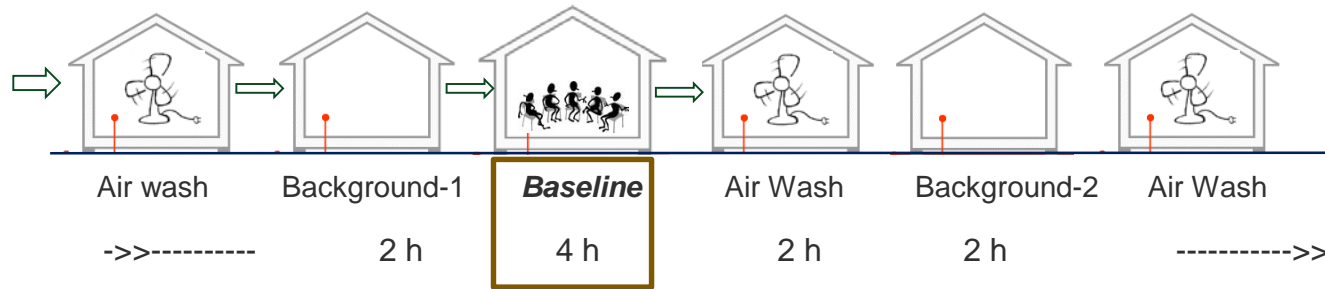 Air wash Background-1 Baseline Air Wash Background-2 Air Wash
->>---------- 2 h 4 h 2 h 2 h ----------->>